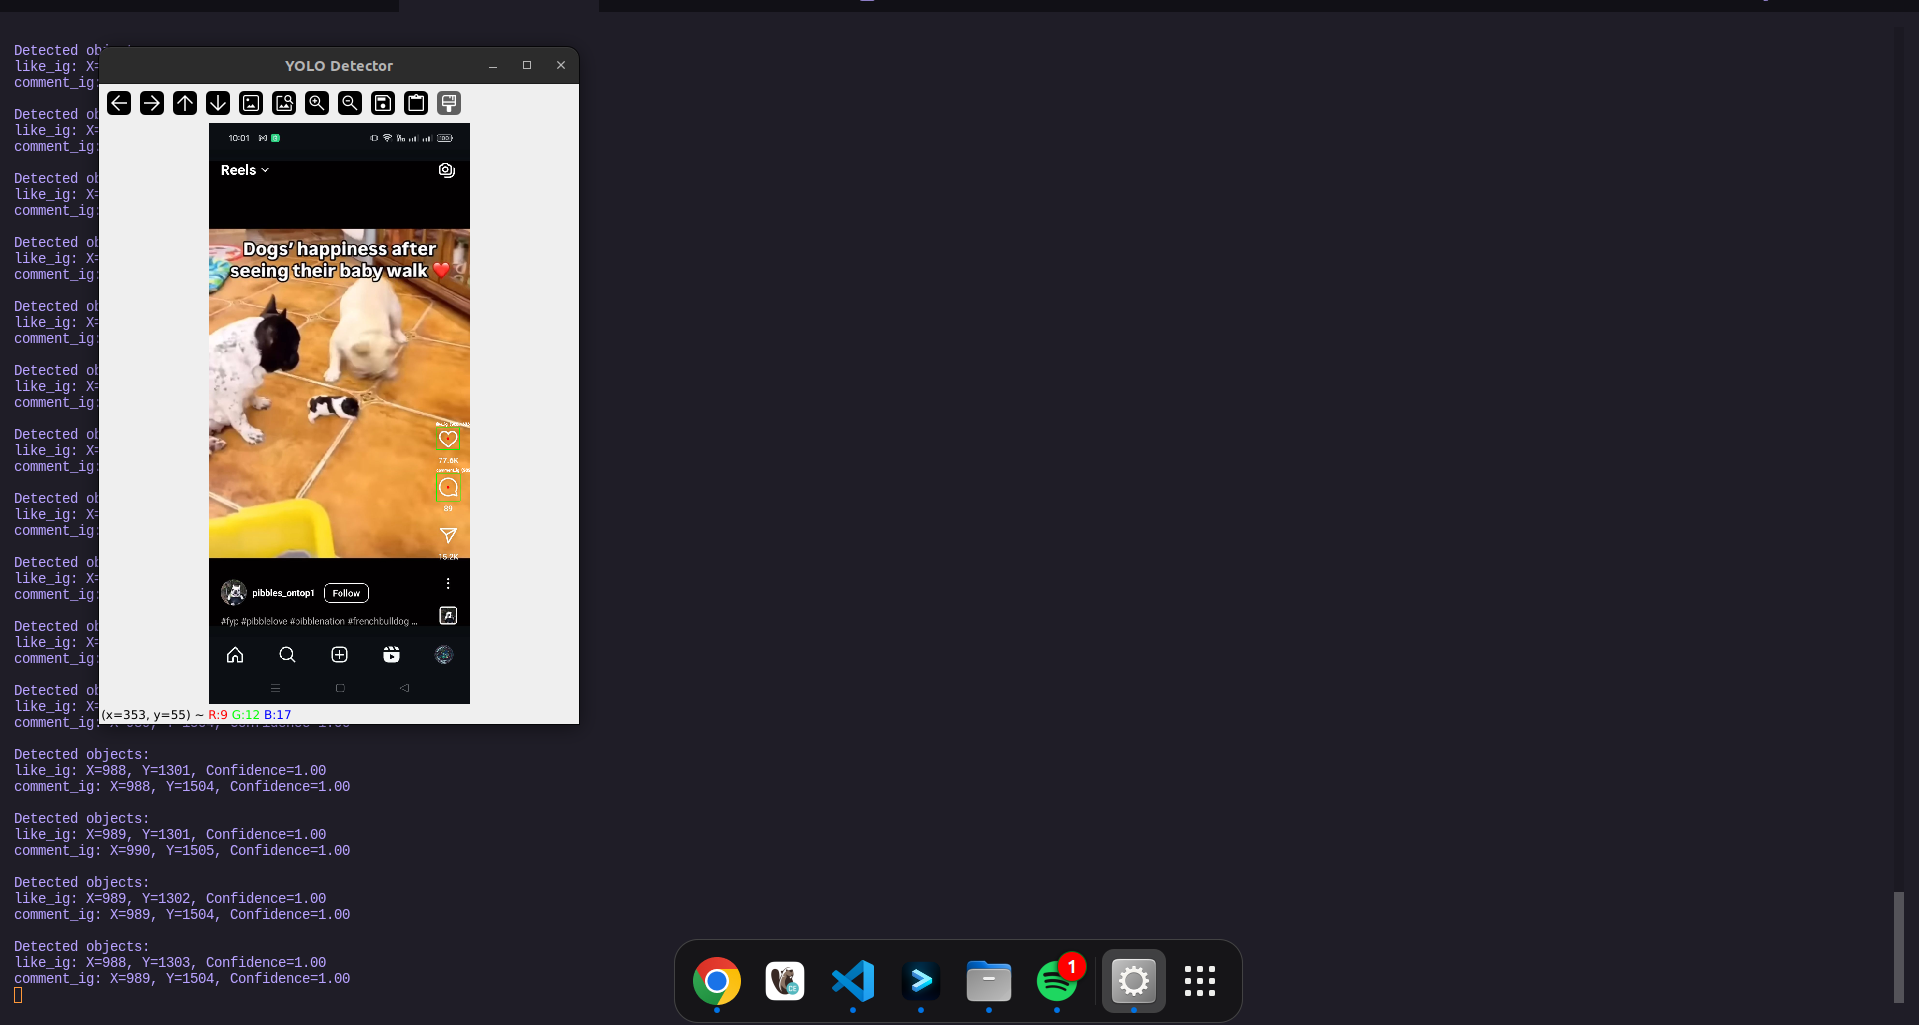 Detected
like_ig: X=
comment_ig:
YOLO Detector
Detected ob
like_ig: X=
comment_ig:
Detected ob
like_ig: X=
comment_ig:
Detected ob
like_ig: X=
comment_ig:
Detected ob
like_ig: X=
comment_ig:
Detected ob
like_ig: X=
comment_ig:
Detected ob
like_ig: X=
comment_ig:
Detected ob
like_ig: X=
comment_ig:
Detected ob
like_ig: X=
comment_ig:
Detected ob
like_ig: X=
comment_ig:
Detected ob
like_ig: X=
comment_ig:
10:01
Reels
Dogs' happiness after
seeing their baby walk ❤️
77.6K
89
15.2K
pibbles_ontop1 Follow
#fyp #pibblelove #pibblenation #frenchbulldog ...
(x=353, y=55) ~ R:9 G:12 B:17
Detected objects:
like_ig: X=988, Y=1301, Confidence=1.00
comment_ig: X=988, Y=1504, Confidence=1.00
Detected objects:
like_ig: X=989, Y=1301, Confidence=1.00
comment_ig: X=990, Y=1505, Confidence=1.00
Detected objects:
like_ig: X=989, Y=1302, Confidence=1.00
comment_ig: X=989, Y=1504, Confidence=1.00
Detected objects:
like_ig: X=988, Y=1303, Confidence=1.00
comment_ig: X=989, Y=1504, Confidence=1.00
CE
1